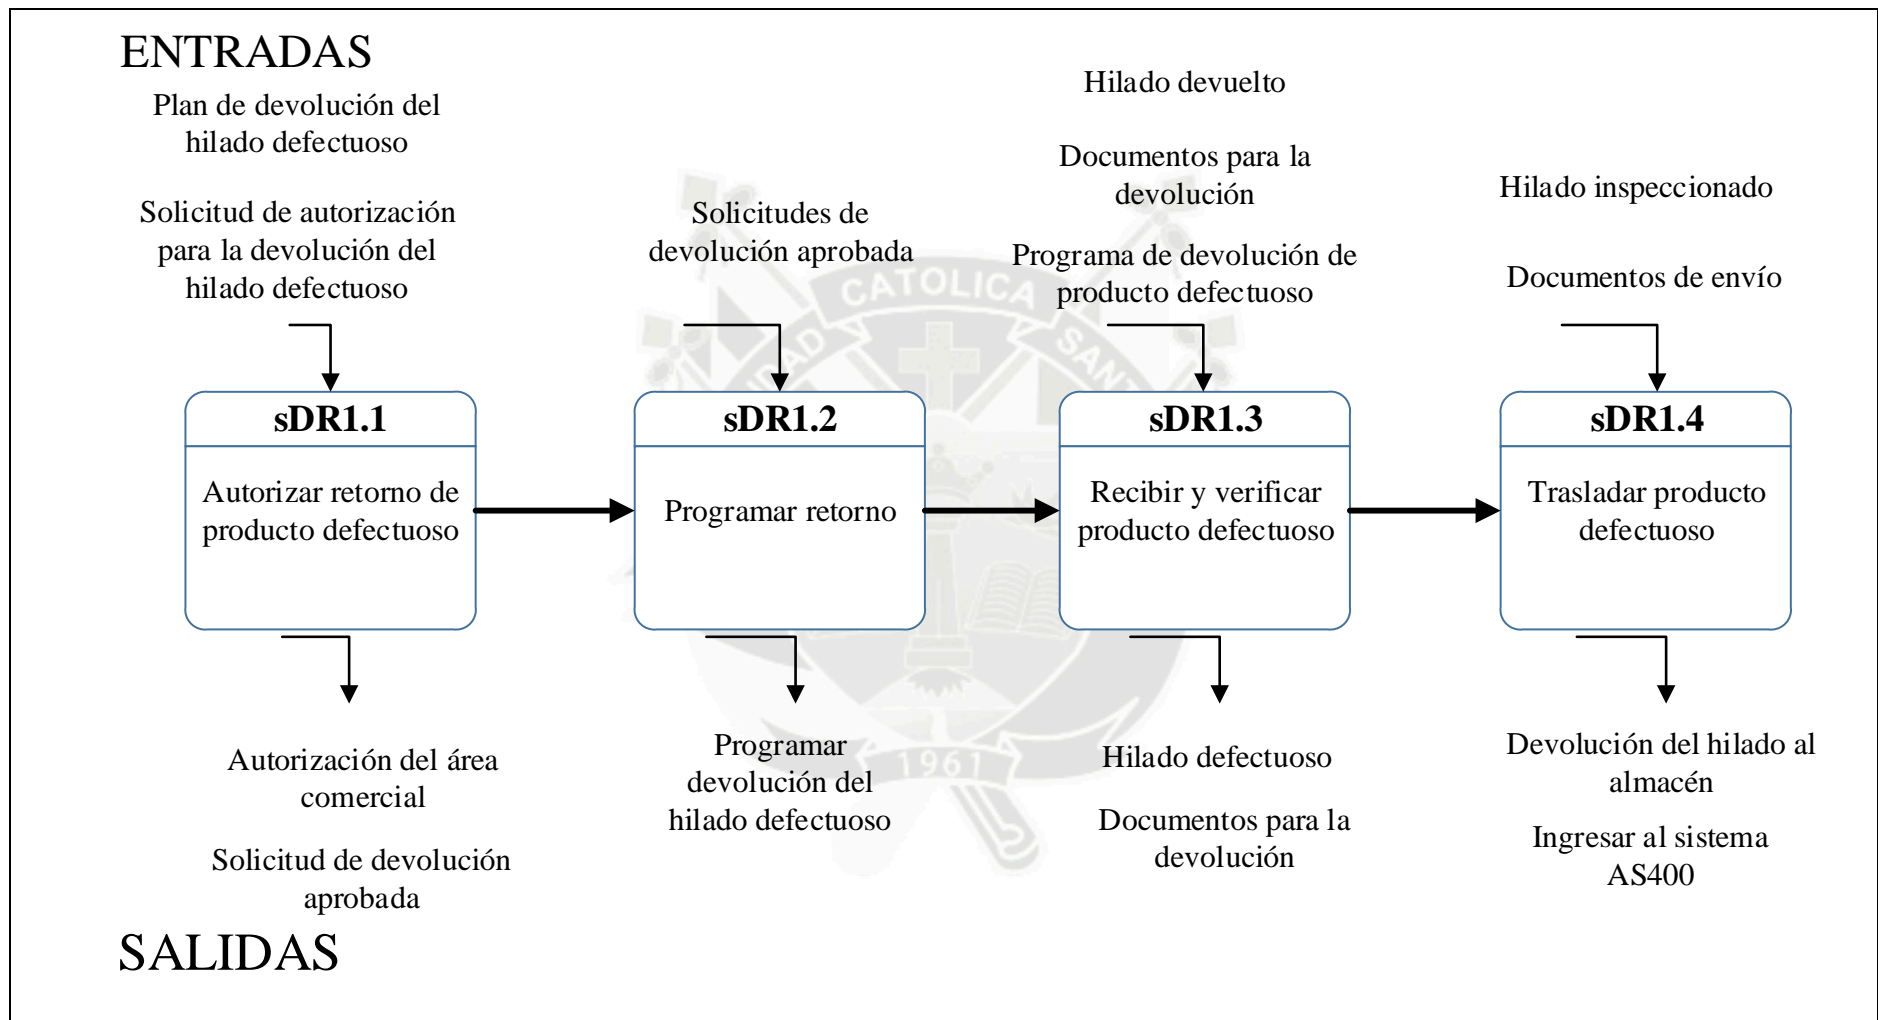 ENTRADAS
Plan de devolución del
hilado defectuoso
Solicitud de autorización
para la devolución del
hilado defectuoso
Solicitudes de
devolución aprobada
Hilado devuelto
Documentos para la
devolución
Programa de devolución de
producto defectuoso
Hilado inspeccionado
Documentos de envío
sDR1.1
Autorizar retorno de
producto defectuoso
sDR1.2
Programar retorno
sDR1.3
Recibir y verificar
producto defectuoso
sDR1.4
Trasladar producto
defectuoso
Autorización del área
comercial
Solicitud de devolución
aprobada
Programar
devolución del
hilado defectuoso
Hilado defectuoso
Documentos para la
devolución
Devolución del hilado al
almacén
Ingresar al sistema
AS400
SALIDAS
CATOLICA
1961